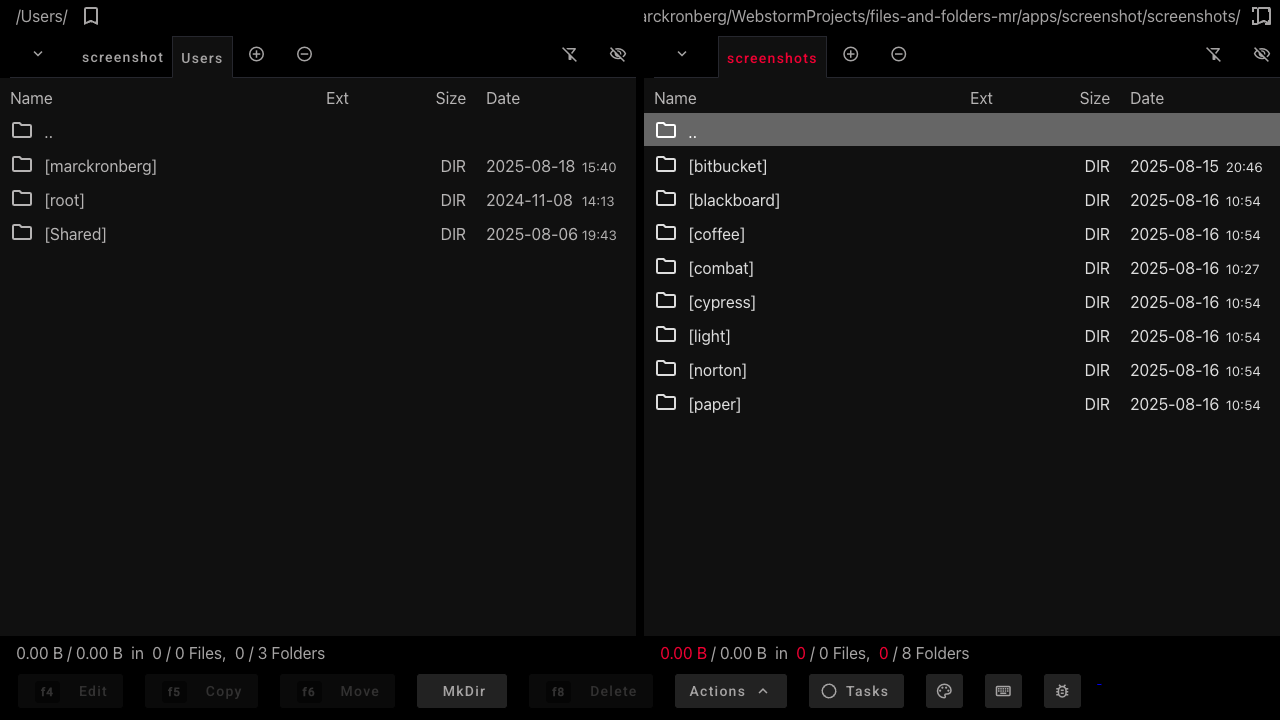 /Users/
arckronberg/WebstormProjects/files-and-folders-mr/apps/screenshot/screenshots/
screenshot Users
screenshots
Name Ext Size Date
..
[marckronberg] DIR 2025-08-18 15:40
[root] DIR 2024-11-08 14:13
[Shared] DIR 2025-08-06 19:43
Name Ext Size Date
..
[bitbucket] DIR 2025-08-15 20:46
[blackboard] DIR 2025-08-16 10:54
[coffee] DIR 2025-08-16 10:54
[combat] DIR 2025-08-16 10:27
[cypress] DIR 2025-08-16 10:54
[light] DIR 2025-08-16 10:54
[norton] DIR 2025-08-16 10:54
[paper] DIR 2025-08-16 10:54
0.00 B / 0.00 B in 0 / 0 Files, 0 / 3 Folders
0.00 B / 0.00 B in 0 / 0 Files, 0 / 8 Folders
f4 Edit f5 Copy f6 Move MkDir f8 Delete Actions Tasks